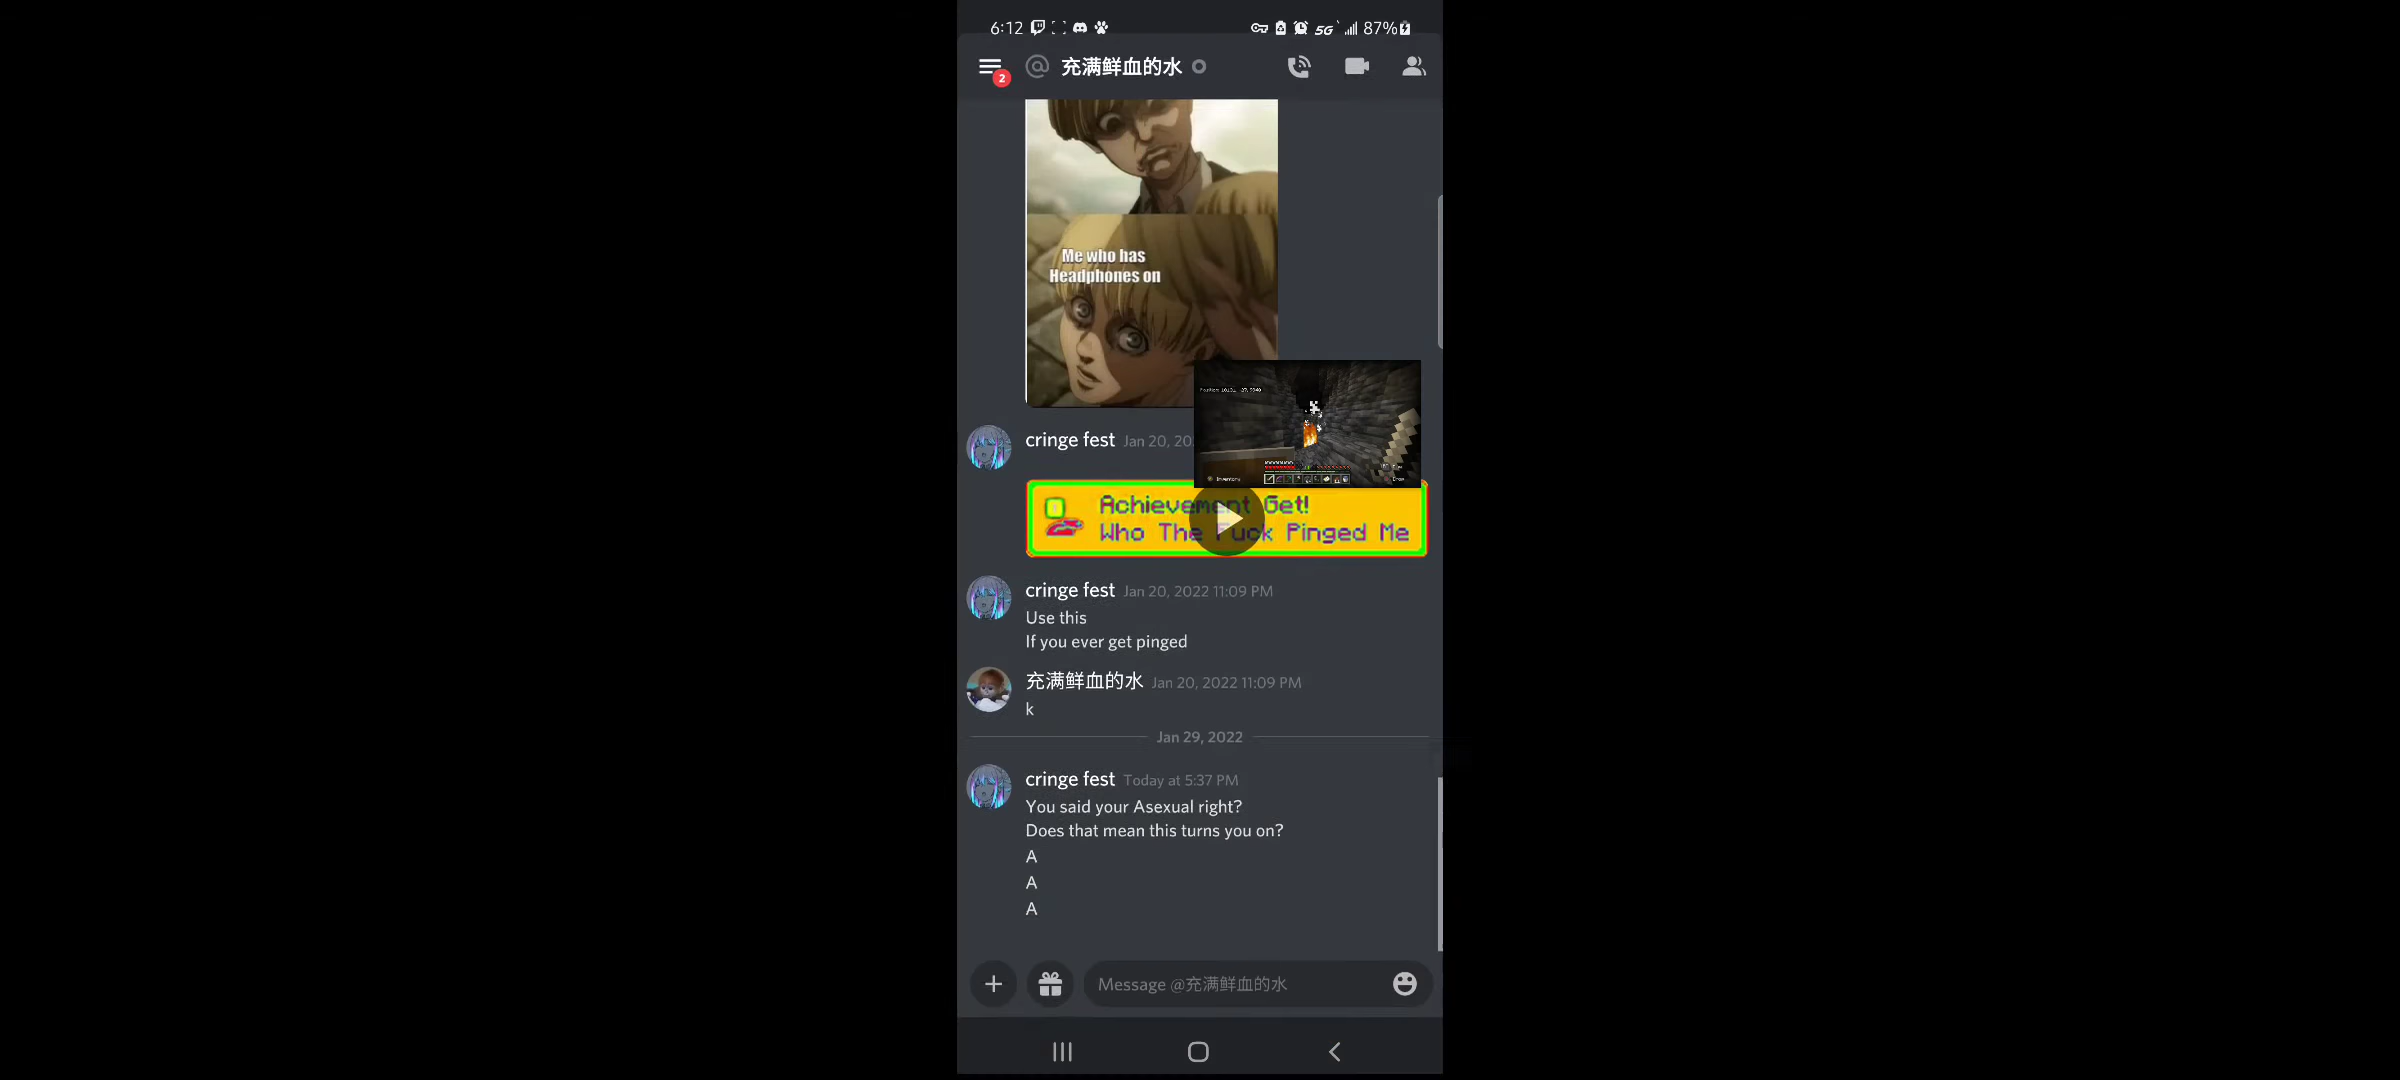 6:12
5G 87%
2
@ 充满鲜血的水
Me who has
Headphones on
cringe fest Jan 20, 20
Inventory
Achievement Get!
Who The Fuck Pinged Me
cringe fest Jan 20, 2022 11:09 PM
Use this
If you ever get pinged
充满鲜血的水 Jan 20, 2022 11:09 PM
k
Jan 29, 2022
cringe fest Today at 5:37 PM
You said your Asexual right?
Does that mean this turns you on?
A
A
A
Message @充满鲜血的水